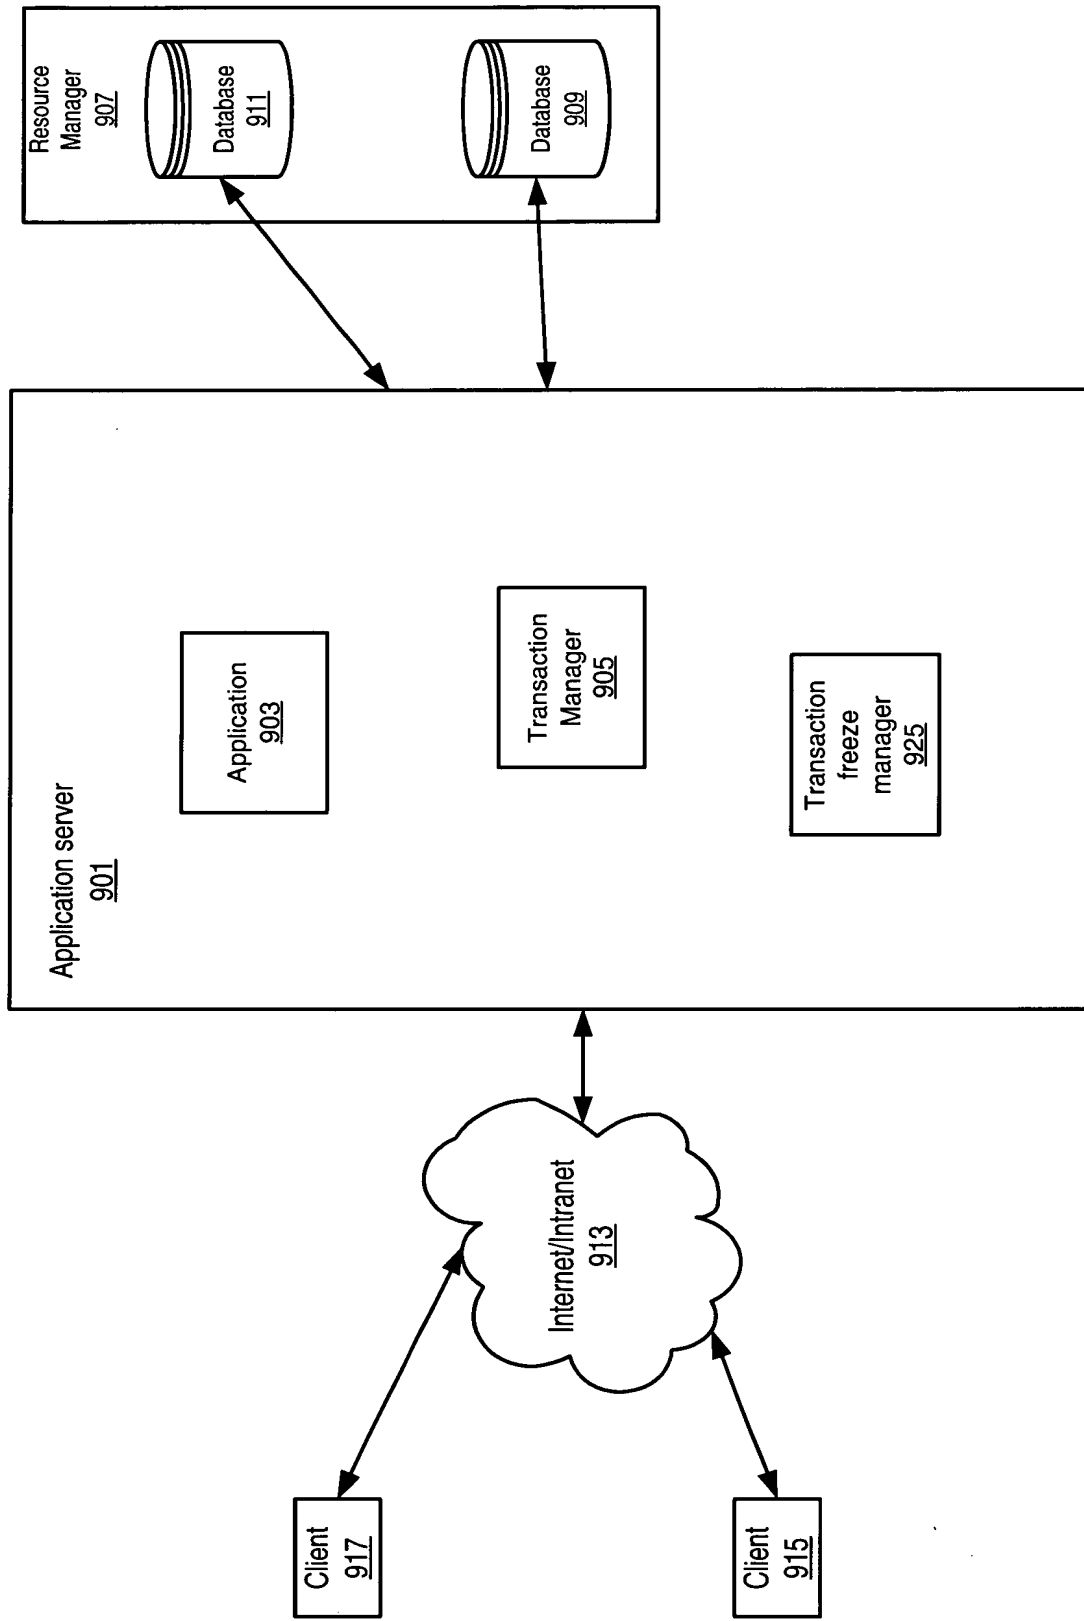 Client
917
Client
915
Internet/Intranet
913
Application server
901
Application
903
Transaction
Manager
905
Transaction
freeze
manager
925
Resource
Manager
907
Database
911
Database
909